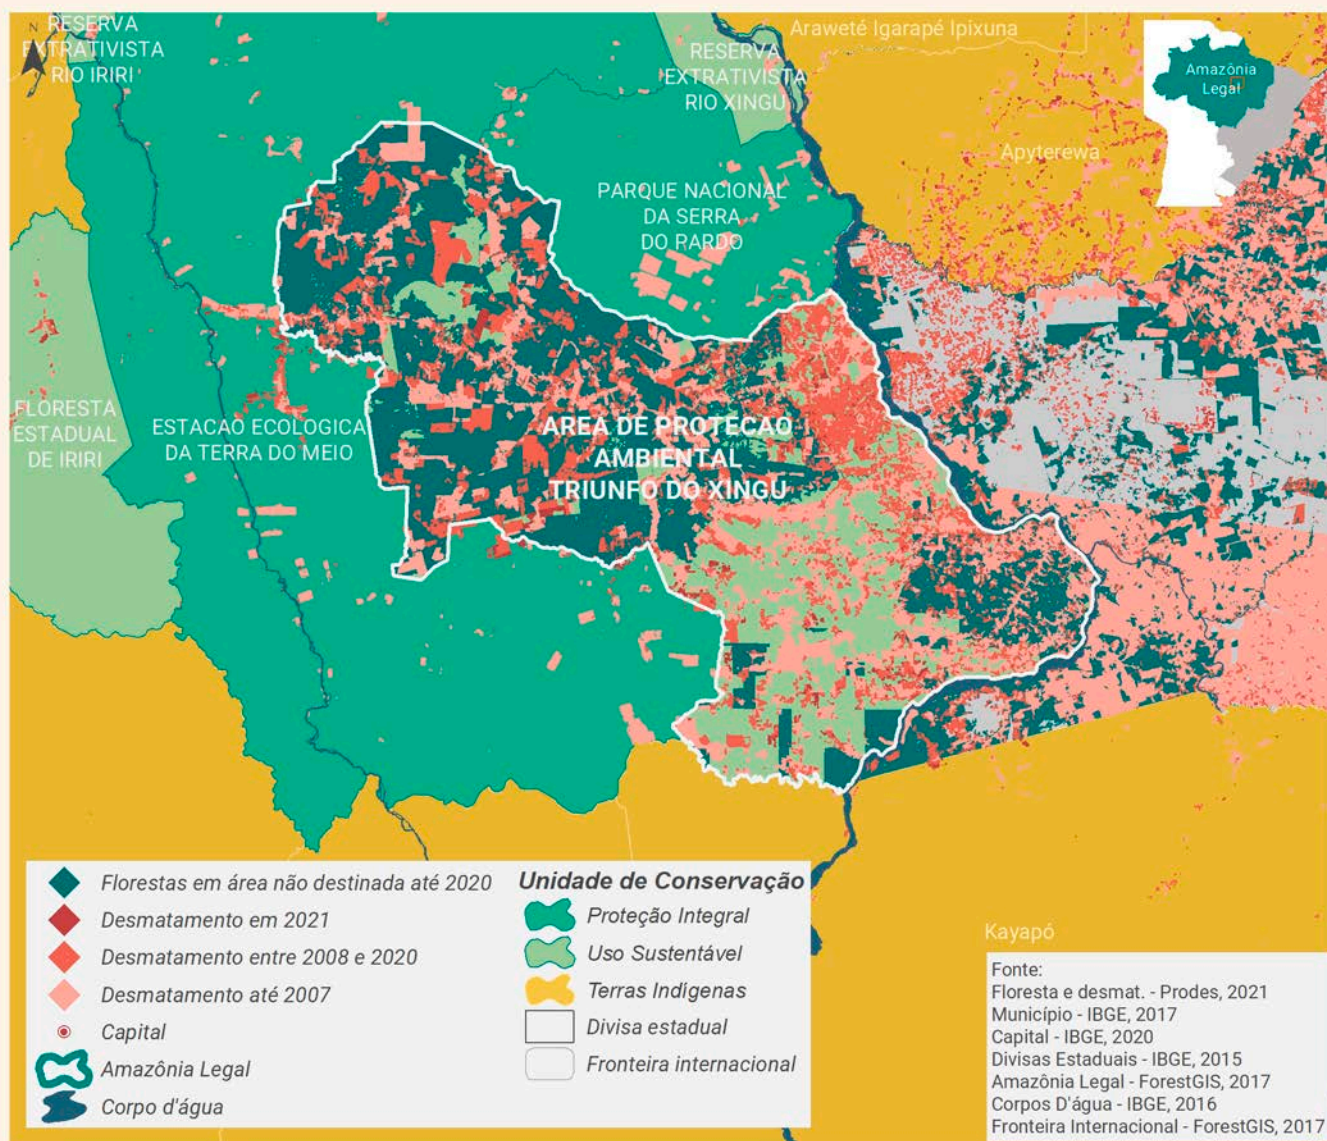 N
RESERVA
EXTRATIVISTA
RIO IRIRI
RESERVA
EXTRATIVISTA
RIO XINGU
Araweté Igarapé Ipixuna
Amazônia
Legal
Apyterewa
PARQUE NACIONAL
DA SERRA
DO PARDO
FLORESTA
ESTADUAL
DE IRIRI
ESTACAO ECOLOGICA
DA TERRA DO MEIO
AREA DE PROTECAO
AMBIENTAL
TRIUNFO DO XINGU
Kayapó
Florestas em área não destinada até 2020
Desmatamento em 2021
Desmatamento entre 2008 e 2020
Desmatamento até 2007
Capital
Amazônia Legal
Corpo d'água
Unidade de Conservação
Proteção Integral
Uso Sustentável
Terras Indígenas
Divisa estadual
Fronteira internacional
Fonte:
Floresta e desmat. - Prodes, 2021
Município - IBGE, 2017
Capital - IBGE, 2020
Divisas Estaduais - IBGE, 2015
Amazônia Legal - ForestGIS, 2017
Corpos D'água - IBGE, 2016
Fronteira Internacional - ForestGIS, 2017